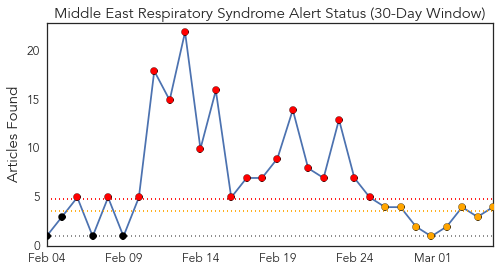 Middle East Respiratory Syndrome Alert Status (30-Day Window)
Articles Found
20
15
10
5
0
Feb 04 Feb 09 Feb 14 Feb 19 Feb 24 Mar 01